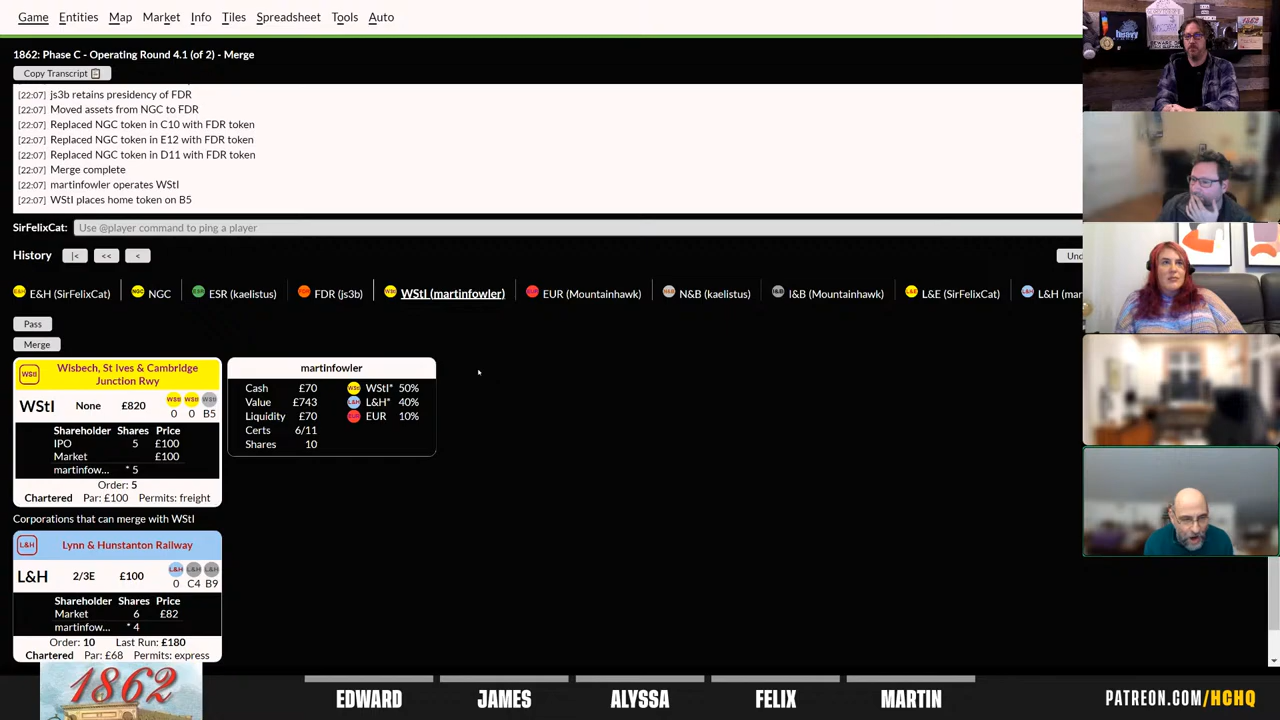 Game Entities Map Market Info Tiles Spreadsheet Tools Auto
1862: Phase C - Operating Round 4.1 (of 2) - Merge
Copy Transcript
[22:07] js3b retains presidency of FDR
[22:07] Moved assets from NGC to FDR
[22:07] Replaced NGC token in C10 with FDR token
[22:07] Replaced NGC token in E12 with FDR token
[22:07] Replaced NGC token in D11 with FDR token
[22:07] Merge complete
[22:07] martinfowler operates WStI
[22:07] WStI places home token on B5
SirFelixCat: Use @player command to ping a player
History |< << < Und
E&H (SirFelixCat) NGC ESR (kaelistus) FDR (js3b) WStI (martinfowler) EUR (Mountainhawk) N&B (kaelistus) I&B (Mountainhawk) L&E (SirFelixCat) L&H (mar
Pass
Merge
Wisbech, St Ives & Cambridge
Junction Rwy
WStI None £820
0 0 B5
Shareholder Shares Price
IPO 5 £100
Market £100
martinfow... * 5
Order: 5
Chartered Par: £100 Permits: freight
martinfowler
Cash £70 WStI* 50%
Value £743 L&H* 40%
Liquidity £70 EUR 10%
Certs 6/11
Shares 10
Corporations that can merge with WStI
Lynn & Hunstanton Railway
L&H 2/3E £100
0 C4 B9
Shareholder Shares Price
Market 6 £82
martinfow... * 4
Order: 10 Last Run: £180
Chartered Par: £68 Permits: express
1862
EDWARD JAMES ALYSSA FELIX MARTIN
PATREON.COM/HCHQ